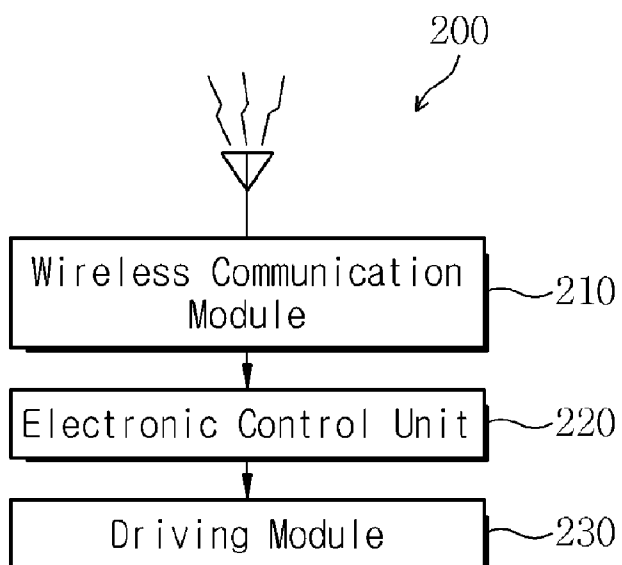 200
Wireless Communication
Module
210
Electronic Control Unit
220
Driving Module
230